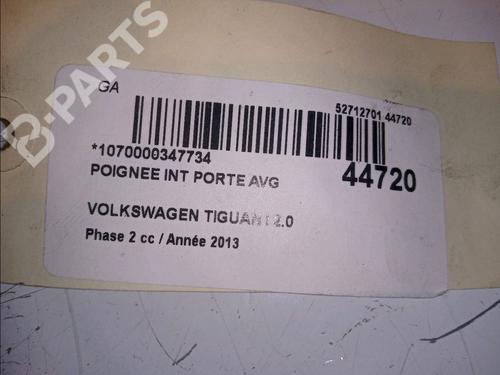 B-PARTS
GA
52712701 44720
*1070000347734
44720
POIGNEE INT PORTE AVG
VOLKSWAGEN TIGUAN I 2.0
Phase 2 cc / Année 2013